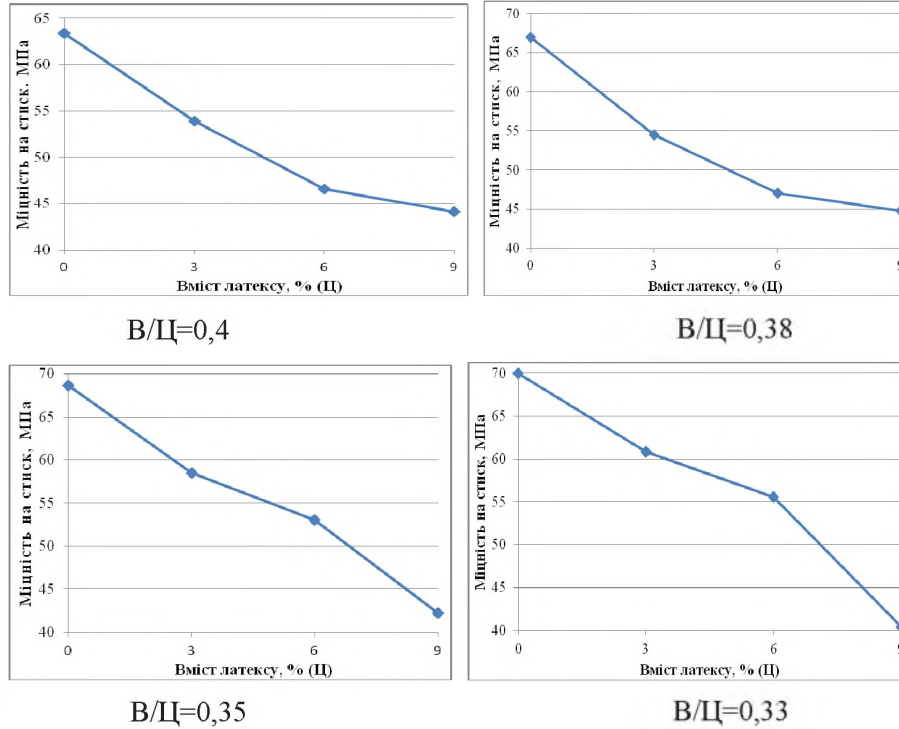 Міцність на стиск. МПа
65
60
55
50
45
40
0 3 6 9
Вміст латексу, % (Ц)
В/Ц=0,4
Міцність на стиск, МПа
70
65
60
55
50
45
40
0 3 6 9
Вміст латексу, % (Ц)
В/Ц=0,38
Міцність на стиск, МПа
70
65
60
55
50
45
40
0 3 6 9
Вміст латексу, % (Ц)
В/Ц=0,35
Міцність на стиск, МПа
70
65
60
55
50
45
40
0 3 6 9
Вміст латексу, % (Ц)
В/Ц=0,33